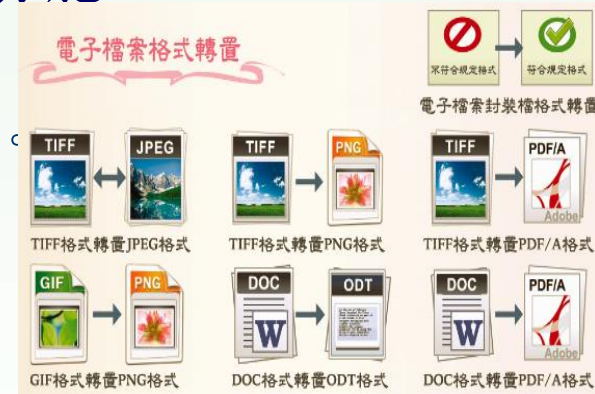 電子檔案格式轉置
不符合規定格式
符合規定格式
電子檔案封裝檔格式轉置
TIFF
JPEG
TIFF
PNG
TIFF
PDF/A
Adobe
TIFF格式轉置JPEG格式
TIFF格式轉置PNG格式
TIFF格式轉置PDF/A格式
GIF
PNG
DOC
W
ODT
DOC
W
PDF/A
Adobe
GIF格式轉置PNG格式
DOC格式轉置ODT格式
DOC格式轉置PDF/A格式